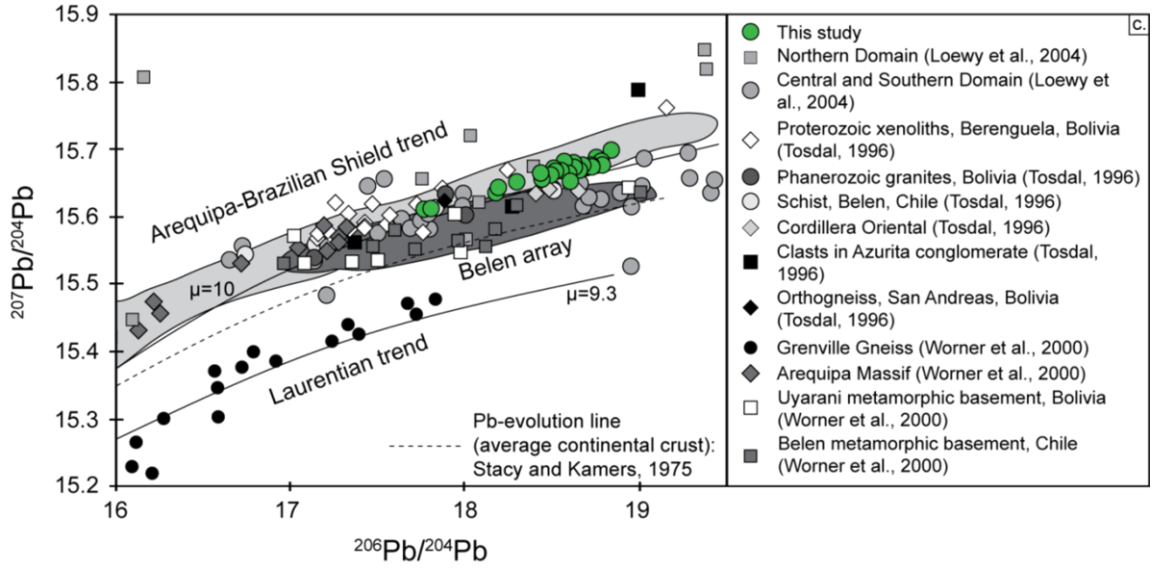 15.9
15.8
15.7
15.6
15.5
15.4
15.3
15.2
²⁰⁷Pb/²⁰⁴Pb
16
17
18
19
²⁰⁶Pb/²⁰⁴Pb
Arequipa-Brazilian Shield trend
μ=10
Belen array
μ=9.3
Laurentian trend
Pb-evolution line
(average continental crust):
Stacy and Kamers, 1975
c.
This study
Northern Domain (Loewy et al., 2004)
Central and Southern Domain (Loewy
et al., 2004)
Proterozoic xenoliths, Berenguela, Bolivia
(Tosdal, 1996)
Phanerozoic granites, Bolivia (Tosdal, 1996)
Schist, Belen, Chile (Tosdal, 1996)
Cordillera Oriental (Tosdal, 1996)
Clasts in Azurita conglomerate (Tosdal,
1996)
Orthogneiss, San Andreas, Bolivia
(Tosdal, 1996)
Grenville Gneiss (Worner et al., 2000)
Arequipa Massif (Worner et al., 2000)
Uyarani metamorphic basement, Bolivia
(Worner et al., 2000)
Belen metamorphic basement, Chile
(Worner et al., 2000)